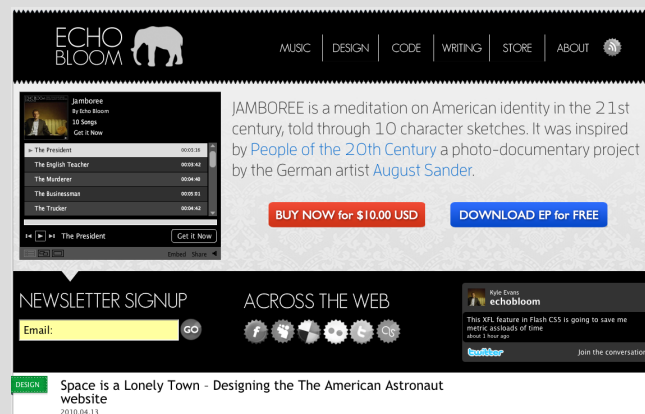 ECHO
BLOOM
MUSIC DESIGN CODE WRITING STORE ABOUT
Jamboree
By Echo Bloom
10 Songs
Get it Now
The President 00:03:16
The English Teacher 00:03:42
The Murderer 00:04:40
The Businessman 00:05:01
The Trucker 00:04:42
The President Get it Now
Embed Share
JAMBOREE is a meditation on American identity in the 21st
century, told through 10 character sketches. It was inspired
by People of the 20th Century a photo-documentary project
by the German artist August Sander.
BUY NOW for $10.00 USD DOWNLOAD EP for FREE
NEWSLETTER SIGNUP
Email: GO
ACROSS THE WEB
Kyle Evans
echobloom
This XFL feature in Flash CS5 is going to save me
metric assloads of time
about 1 hour ago
twitter Join the conversation
DESIGN
Space is a Lonely Town - Designing the The American Astronaut
website
2010.04.13